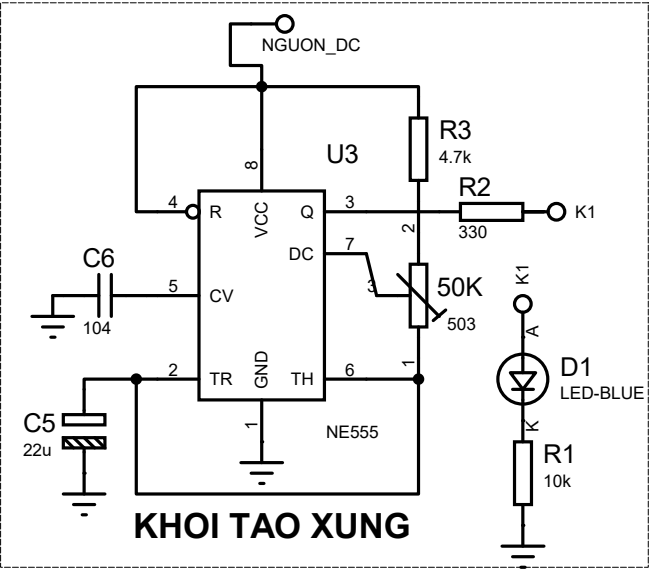 NGUON_DC
R3
4.7k
U3
8
R2
4
R
VCC
Q
3
K1
330
2
DC
7
C6
K1
5
CV
3
50K
104
503
A
1
D1
2
TR
GND
TH
6
LED-BLUE
C5
1
NE555
K
22u
R1
10k
KHOI TAO XUNG